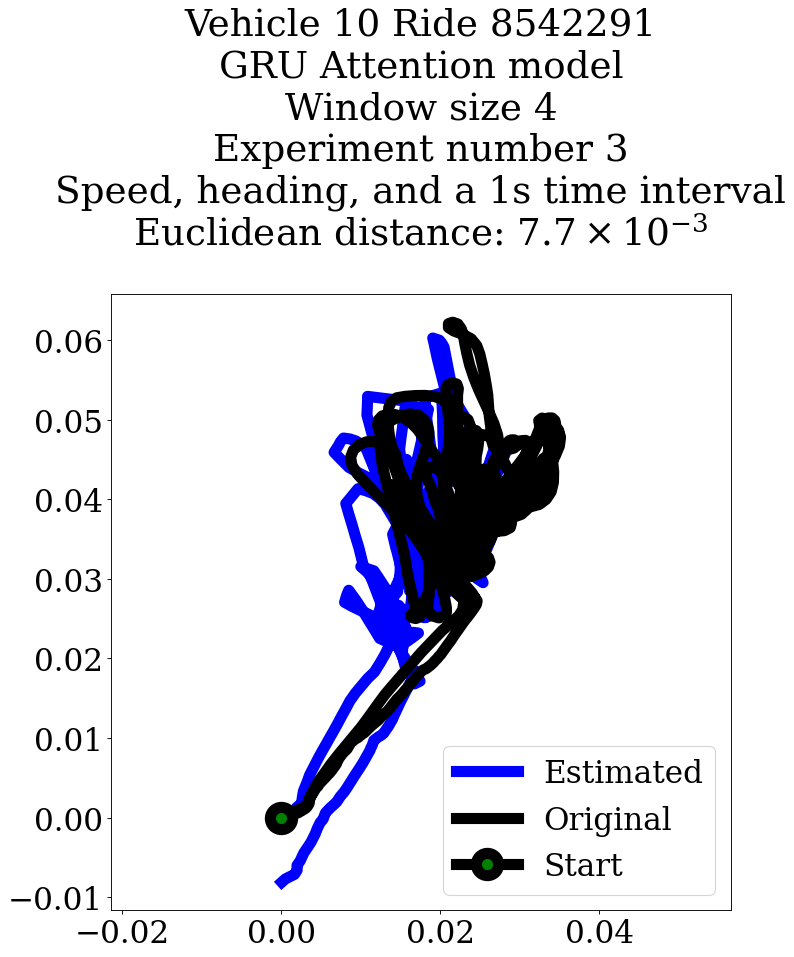 Vehicle 10 Ride 8542291
GRU Attention model
Window size 4
Experiment number 3
Speed, heading, and a 1s time interval
Euclidean distance: 7.7 × 10⁻³
0.06
0.05
0.04
0.03
0.02
0.01
0.00
−0.01
Estimated
Original
Start
−0.02
0.00
0.02
0.04